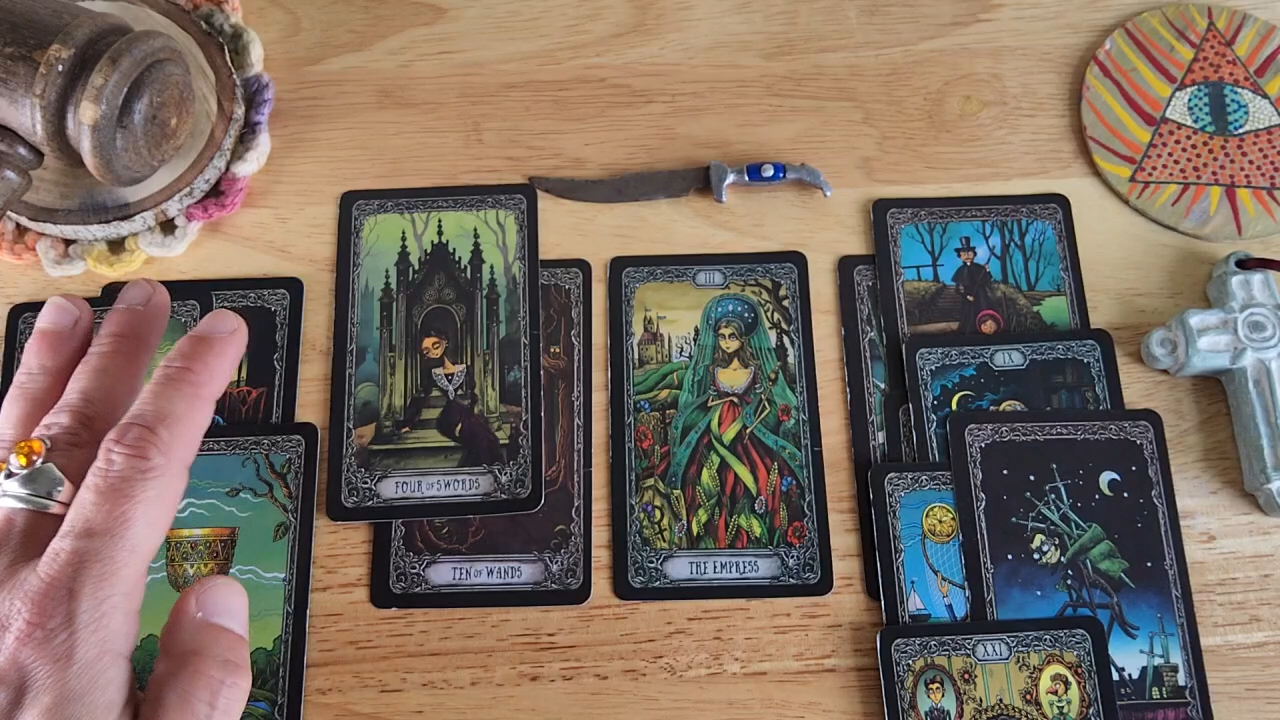 FOUR OF SWORDS
TEN OF WANDS
III
THE EMPRESS
IX
XXI